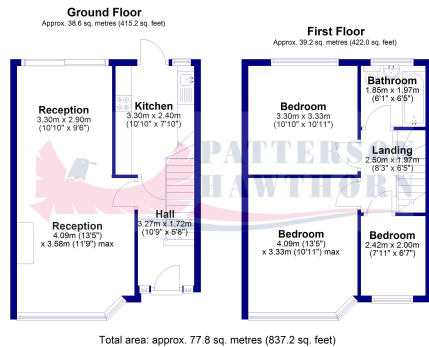 Ground Floor
Approx. 38.6 sq. metres (415.2 sq. feet)
Reception
3.30m x 2.90m
(10'10" x 9'6")
Kitchen
3.30m x 2.40m
(10'10" x 7'10")
Reception
4.09m (13'5")
x 3.58m (11'9") max
Hall
3.27m x 1.72m
(10'9" x 5'8")
First Floor
Approx. 39.2 sq. metres (422.0 sq. feet)
Bedroom
3.30m x 3.33m
(10'10" x 10'11")
Bathroom
1.85m x 1.97m
(6'1" x 6'5")
Landing
2.50m x 1.97m
(8'3" x 6'5")
Bedroom
4.09m (13'5")
x 3.33m (10'11") max
Bedroom
2.42m x 2.00m
(7'11" x 6'7")
PATTERSON
HAWTHORN
Total area: approx. 77.8 sq. metres (837.2 sq. feet)